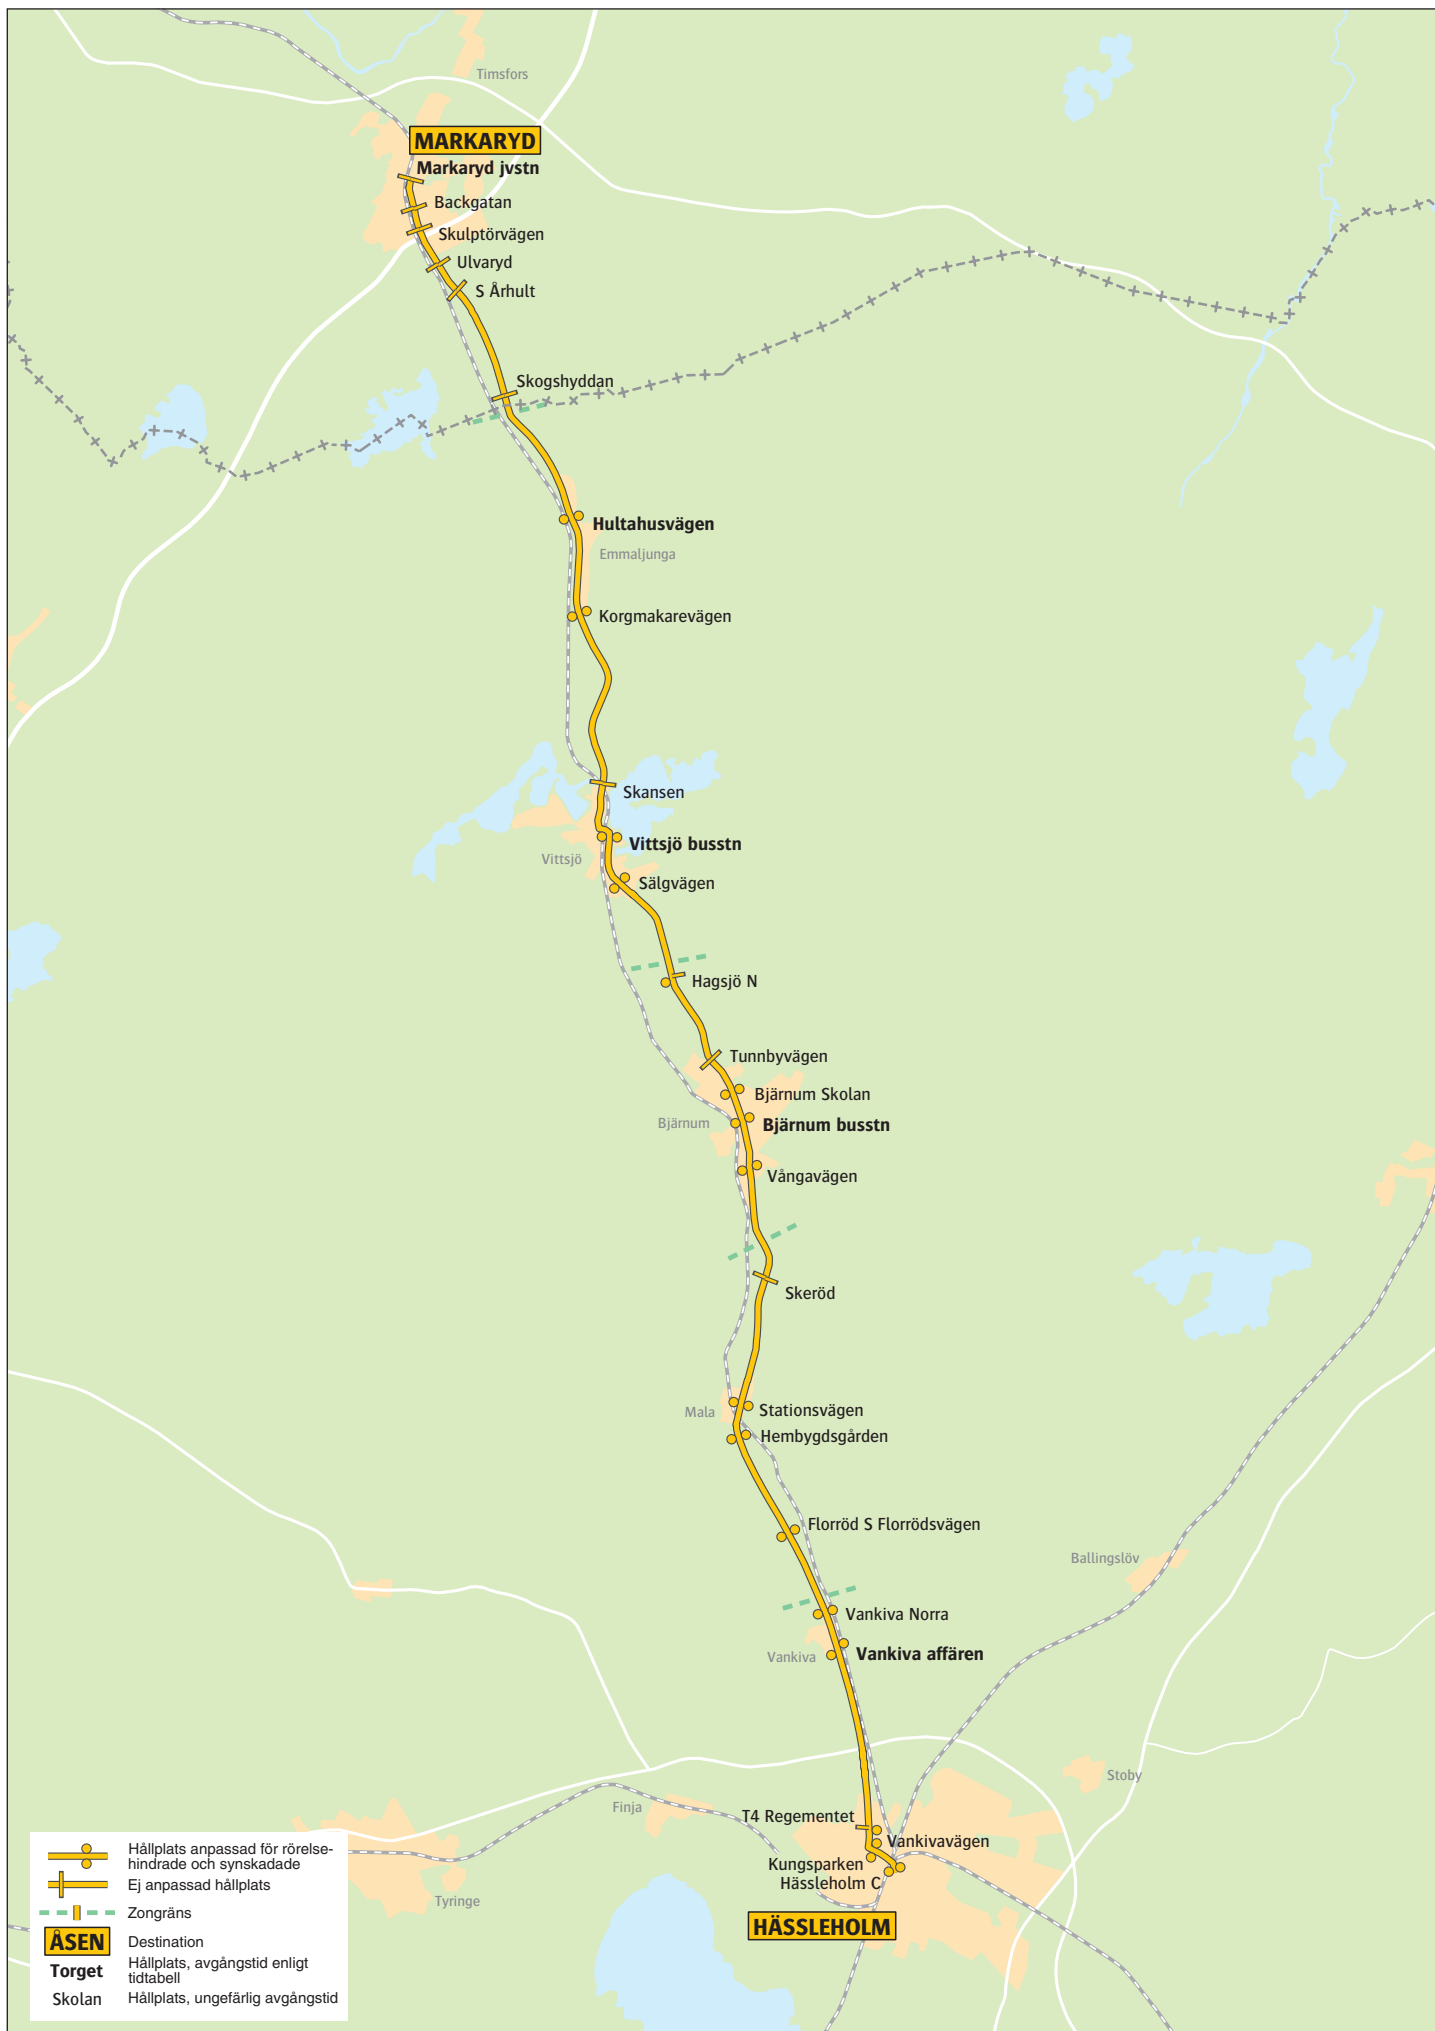 Timsfors
MARKARYD
Markaryd jvstn
Backgatan
Skulptörvägen
Ulvaryd
S Århult
Skogshyddan
Hultahusvägen
Emmaljunga
Korgmakarevägen
Skansen
Vittsjö busstn
Vittsjö
Sälgvägen
Hagsjö N
Tunnbyvägen
Bjärnum Skolan
Bjärnum
Bjärnum busstn
Vångavägen
Skeröd
Mala
Stationsvägen
Hembygdsgården
Florröd S Florrödsvägen
Ballingslöv
Vankiva Norra
Vankiva
Vankiva affären
Stoby
Finja
T4 Regementet
Vankivavägen
Kungsparken
Hässleholm C
Tyringe
HÄSSLEHOLM
Hållplats anpassad för rörelse-
hindrade och synskadade
Ej anpassad hållplats
Zongräns
ÅSEN Destination
Torget Hållplats, avgångstid enligt
tidtabell
Skolan Hållplats, ungefärlig avgångstid